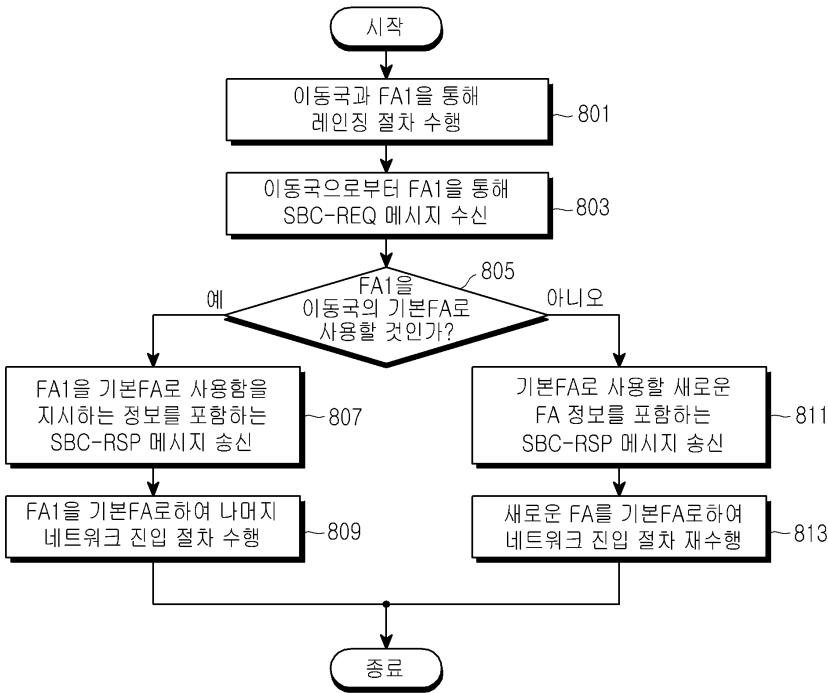 시작
이동국과 FA1을 통해
레인징 절차 수행
801
이동국으로부터 FA1을 통해
SBC-REQ 메시지 수신
803
805
FA1을
이동국의 기본FA로
사용할 것인가?
예
아니오
FA1을 기본FA로 사용함을
지시하는 정보를 포함하는
SBC-RSP 메시지 송신
807
기본FA로 사용할 새로운
FA 정보를 포함하는
SBC-RSP 메시지 송신
811
FA1을 기본FA로하여 나머지
네트워크 진입 절차 수행
809
새로운 FA를 기본FA로하여
네트워크 진입 절차 재수행
813
종료